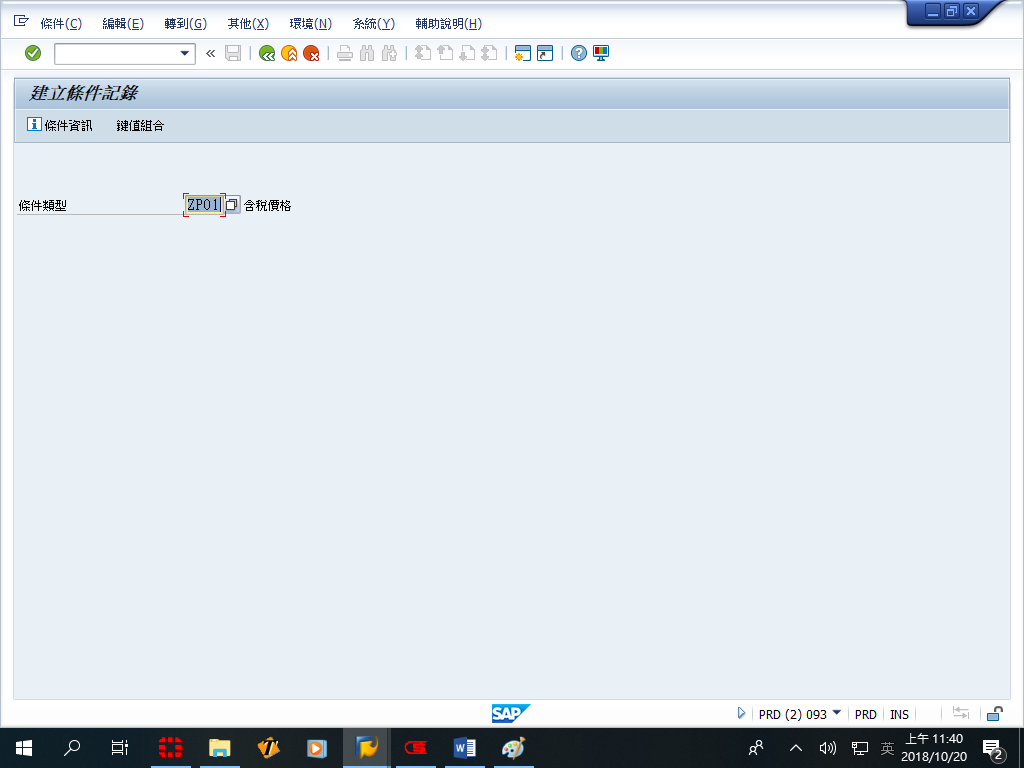 條件(C) 編輯(E) 轉到(G) 其他(X) 環境(N) 系統(Y) 輔助說明(H)
建立條件記錄
條件資訊 鍵值組合
條件類型 ZP01 含稅價格
SAP
PRD (2) 093 PRD INS
英 上午 11:40
2018/10/20 2